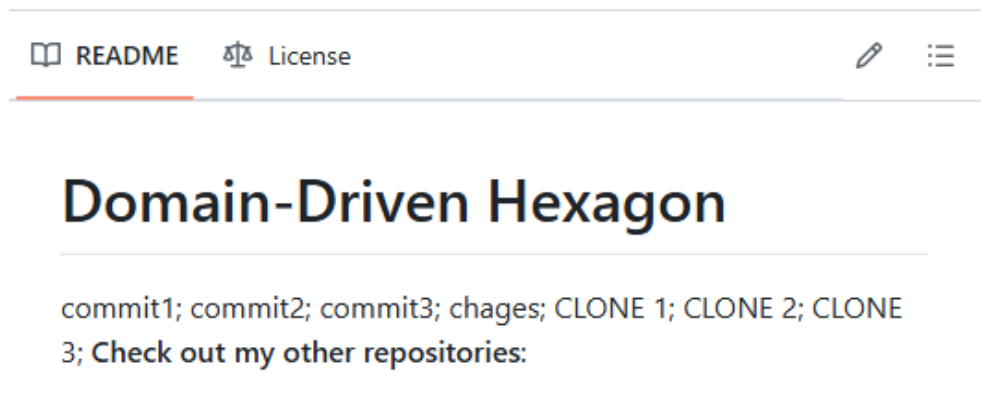 README License
Domain-Driven Hexagon
commit1; commit2; commit3; chages; CLONE 1; CLONE 2; CLONE
3; Check out my other repositories: